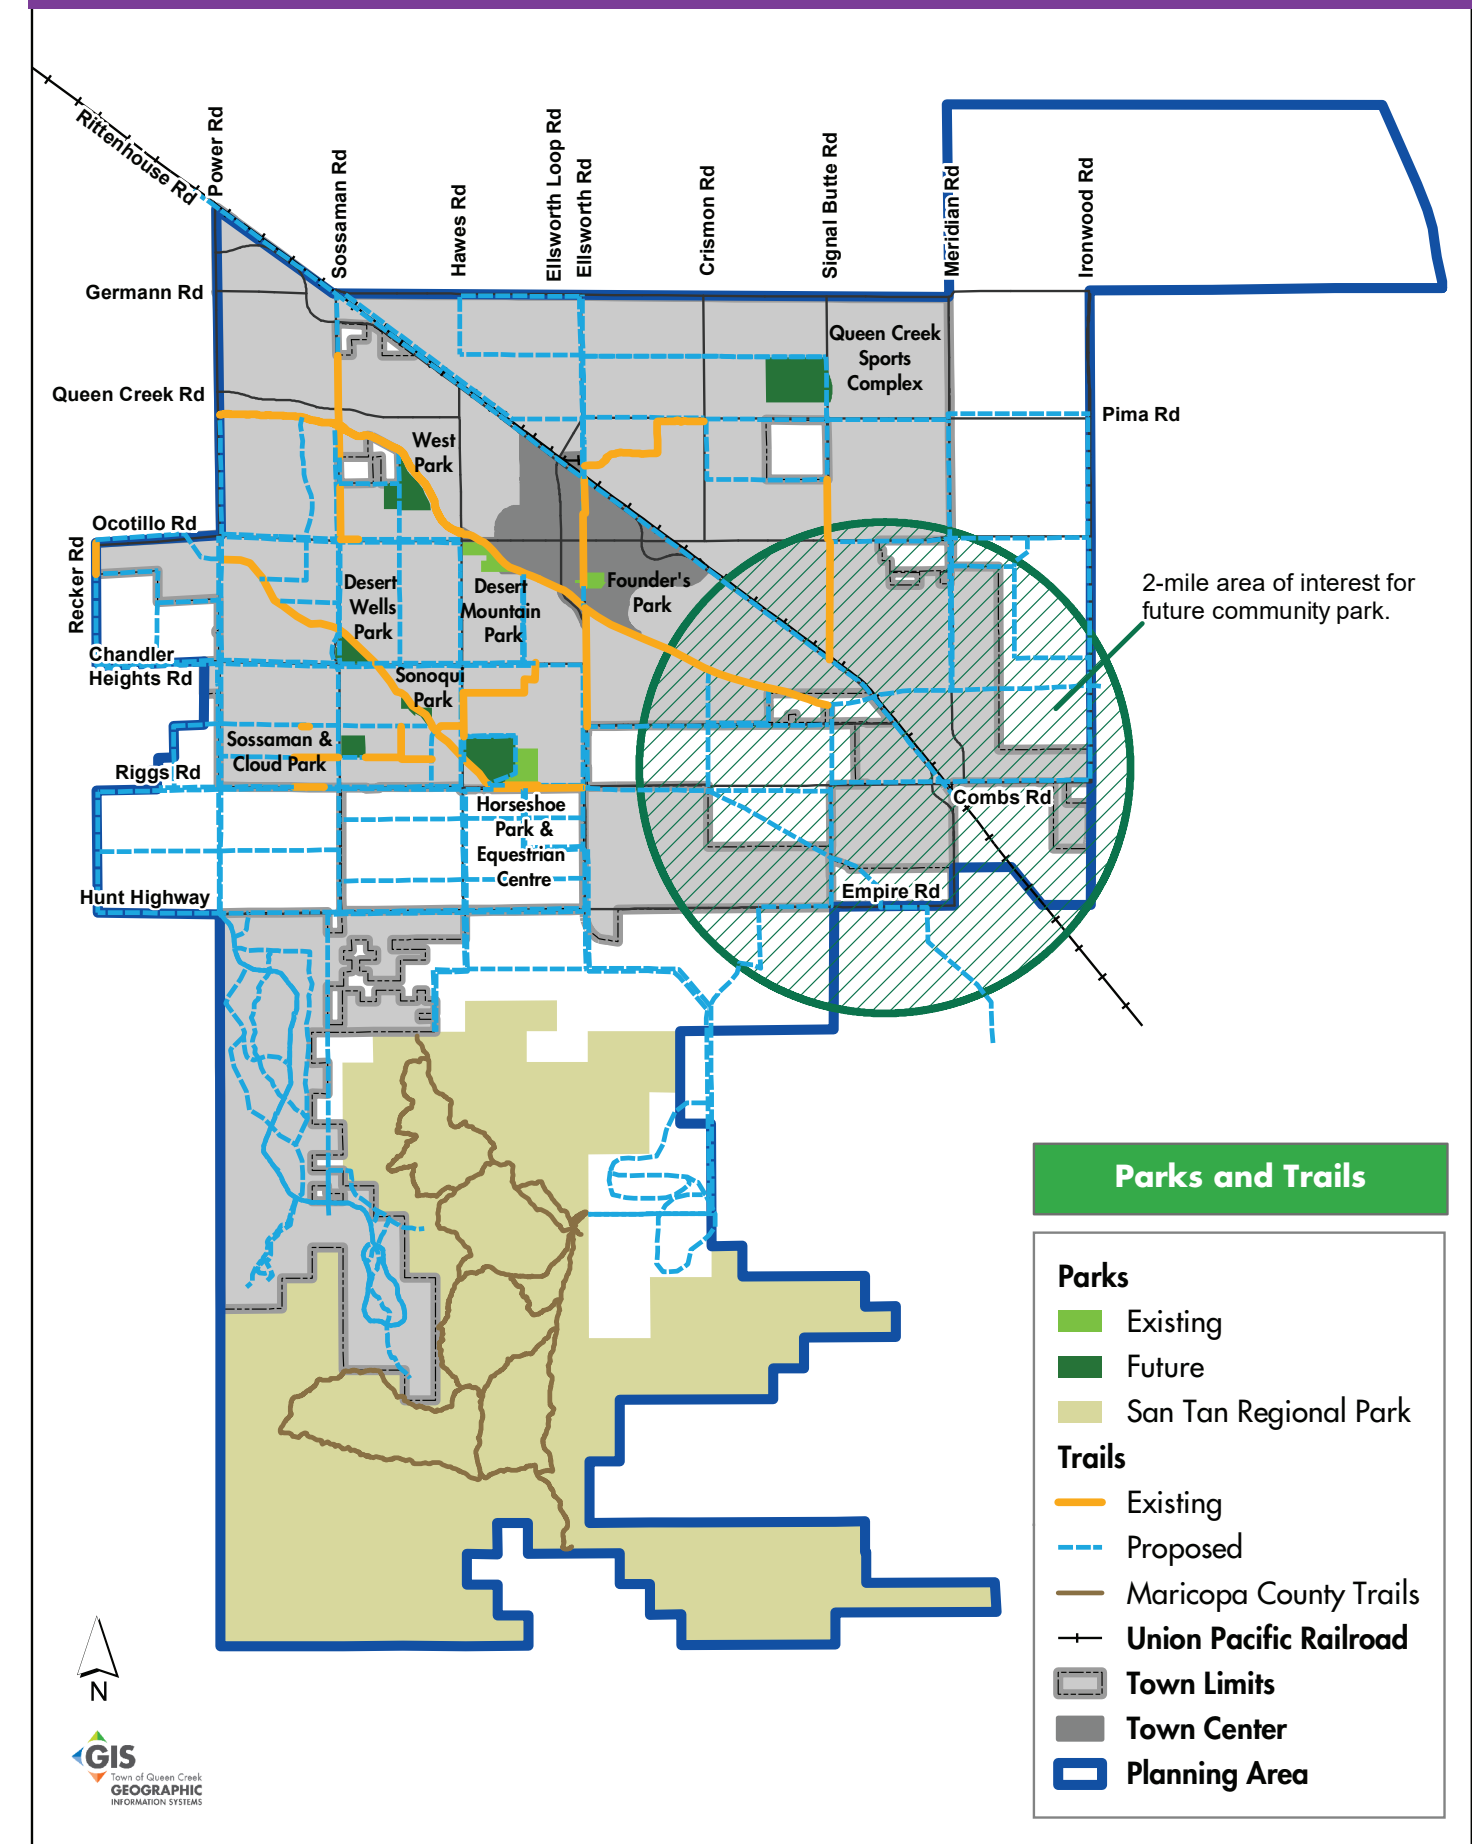 Rittenhouse Rd
Power Rd
Sossaman Rd
Hawes Rd
Ellsworth Loop Rd
Ellsworth Rd
Crismon Rd
Signal Butte Rd
Meridian Rd
Ironwood Rd
Germann Rd
Queen Creek
Sports
Complex
Queen Creek Rd
Pima Rd
West
Park
Ocotillo Rd
Recker Rd
Desert
Wells
Park
Desert
Mountain
Park
Founder's
Park
2-mile area of interest for
future community park.
Chandler
Heights Rd
Sonoqui
Park
Sossaman &
Cloud Park
Riggs Rd
Combs Rd
Horseshoe
Park &
Equestrian
Centre
Hunt Highway
Empire Rd
Parks and Trails
Parks
Existing
Future
San Tan Regional Park
Trails
Existing
Proposed
Maricopa County Trails
Union Pacific Railroad
Town Limits
Town Center
Planning Area
N
GIS
Town of Queen Creek
GEOGRAPHIC
INFORMATION SYSTEMS